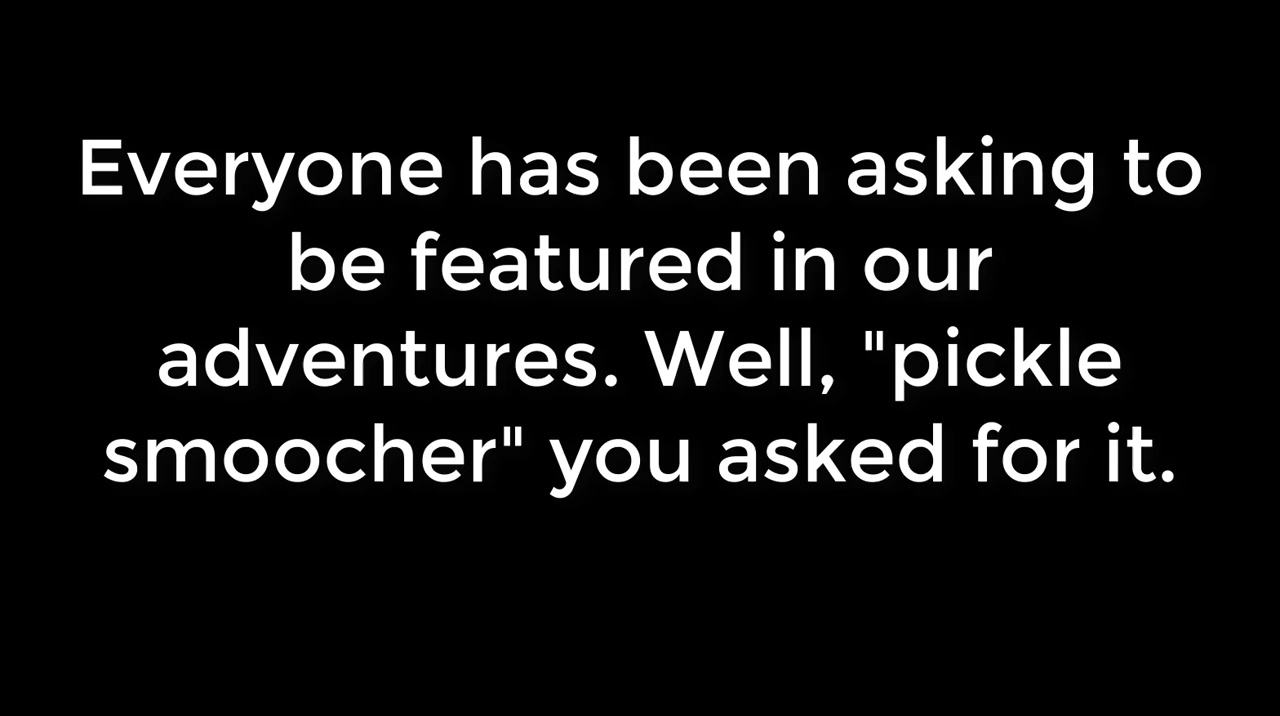 Everyone has been asking to
be featured in our
adventures. Well, "pickle
smoocher" you asked for it.